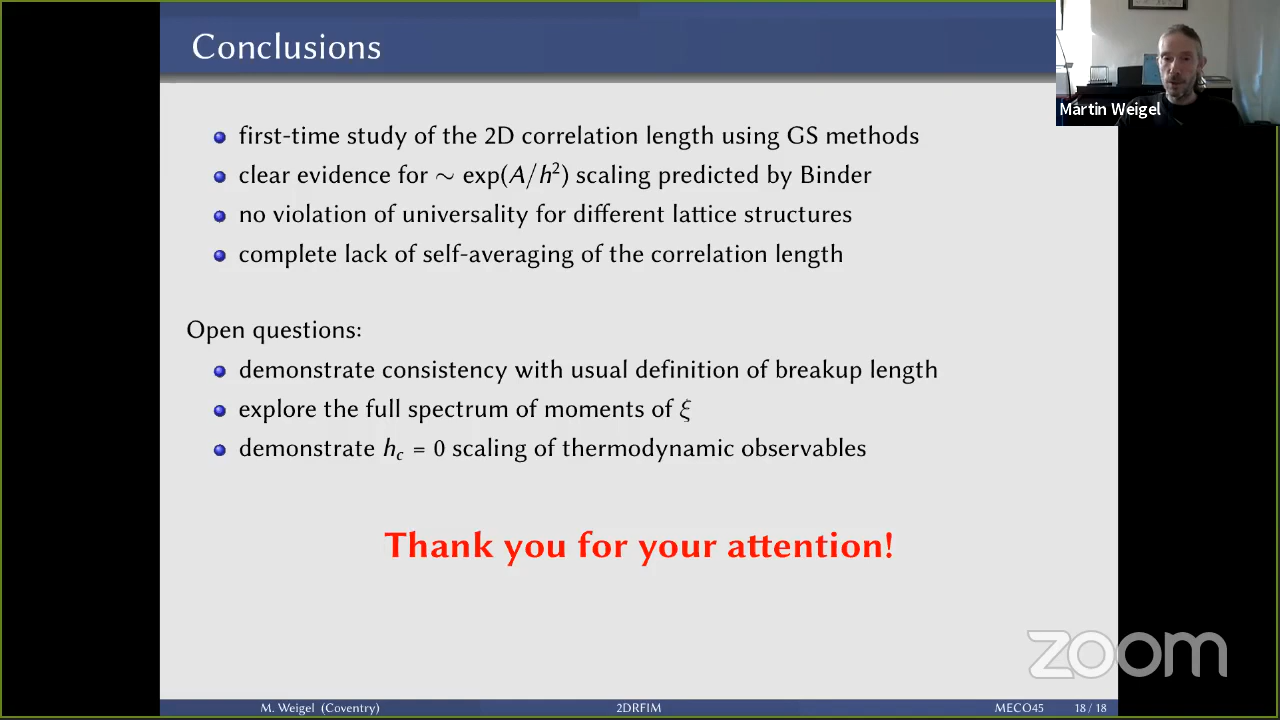 Conclusions
Martin Weigel
first-time study of the 2D correlation length using GS methods
clear evidence for ∼ exp(A/h²) scaling predicted by Binder
no violation of universality for different lattice structures
complete lack of self-averaging of the correlation length
Open questions:
demonstrate consistency with usual definition of breakup length
explore the full spectrum of moments of ξ
demonstrate h_c = 0 scaling of thermodynamic observables
Thank you for your attention!
zoom
M. Weigel (Coventry) 2DRFIM MECO45 18 / 18